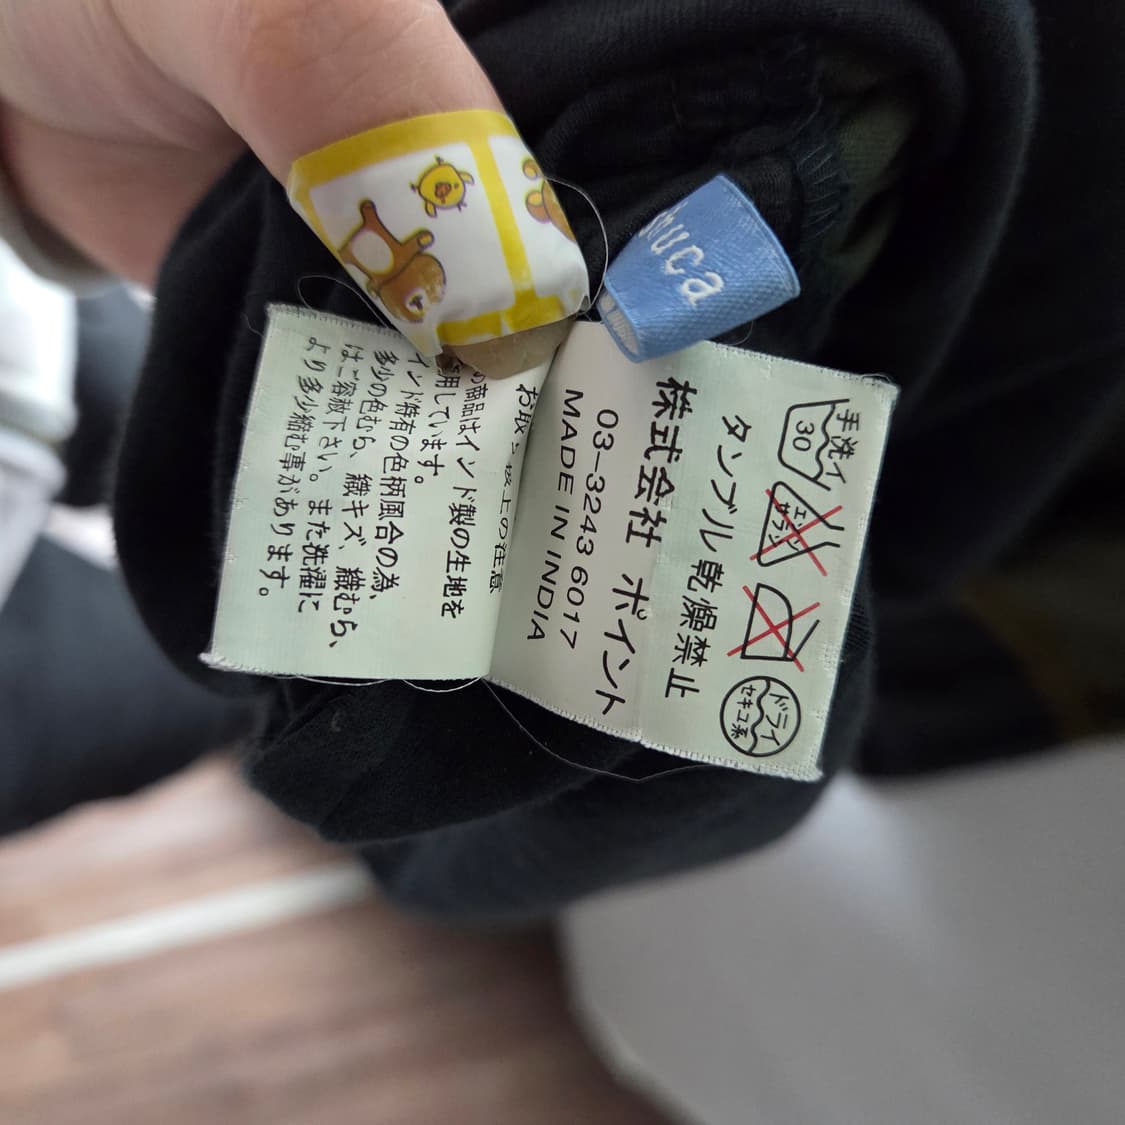 手洗イ
30
エンソ
サラシ
ドライ
セキユ系
タンブル乾燥禁止
株式会社 ポイント
03-3243 6017
MADE IN INDIA
お取り扱上の注意
の商品はインド製の生地を
用しています。
インド特有の色柄風合の為、
多少の色むら、織キズ、織むら、
はご容赦下さい。また洗濯に
より多少縮む事があります。
uca